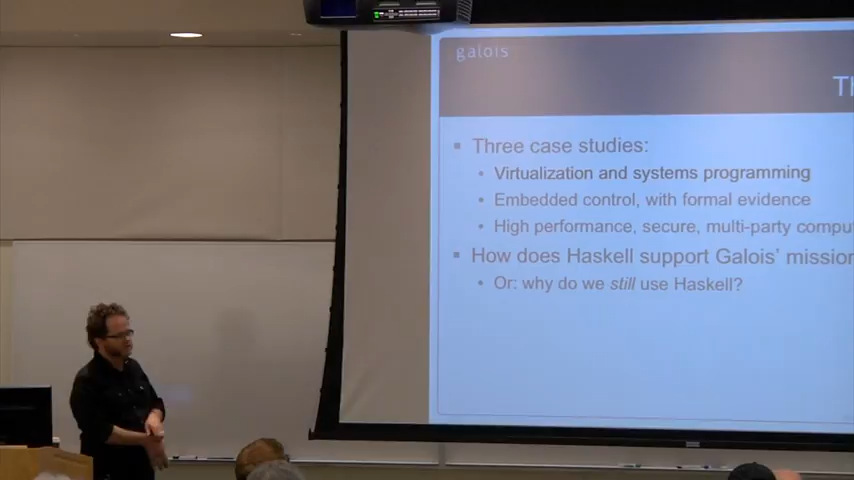 galois
Th
Three case studies:
Virtualization and systems programming
Embedded control, with formal evidence
High performance, secure, multi-party comput
How does Haskell support Galois' mission
Or: why do we still use Haskell?